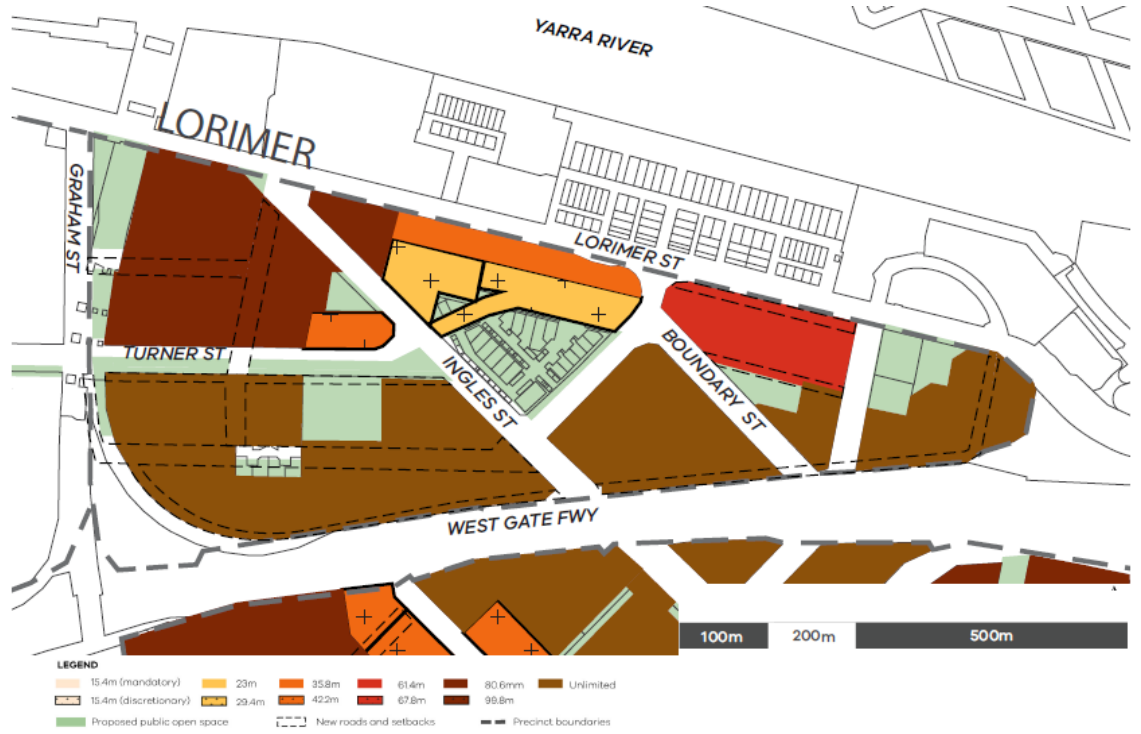 YARRA RIVER
LORIMER
GRAHAM ST
LORIMER ST
TURNER ST
INGLES ST
BOUNDARY ST
WEST GATE FWY
100m 200m 500m
LEGEND
15.4m (mandatory) 23m 35.8m 61.4m 80.6mm Unlimited
15.4m (discretionary) 29.4m 42.2m 67.8m 99.8m
Proposed public open space New roads and setbacks Precinct boundaries